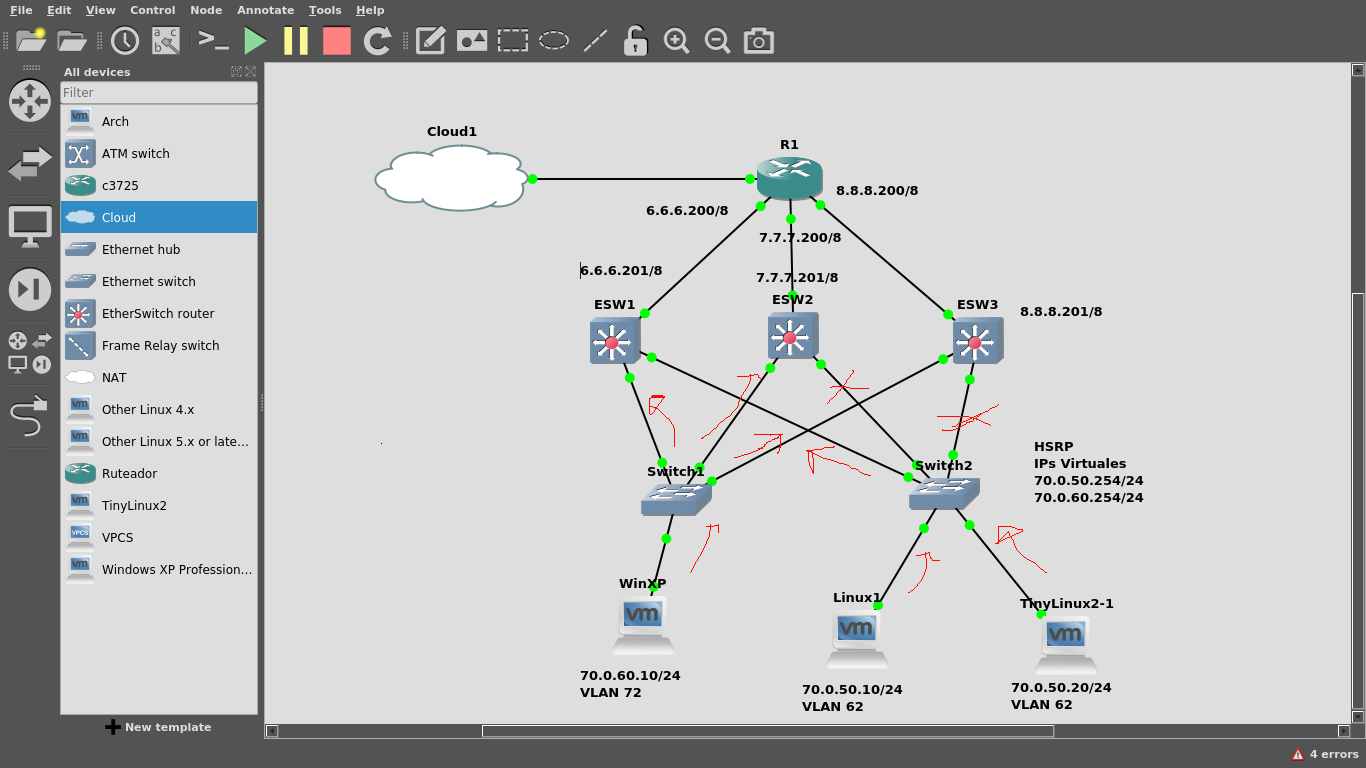 File Edit View Control Node Annotate Tools Help
All devices
Filter
Arch
ATM switch
c3725
Cloud
Ethernet hub
Ethernet switch
EtherSwitch router
Frame Relay switch
NAT
Other Linux 4.x
Other Linux 5.x or late...
Ruteador
TinyLinux2
VPCS
Windows XP Profession...
New template
Cloud1
R1
8.8.8.200/8
6.6.6.200/8
7.7.7.200/8
6.6.6.201/8
7.7.7.201/8
ESW1
ESW2
ESW3
8.8.8.201/8
HSRP
IPs Virtuales
70.0.50.254/24
70.0.60.254/24
Switch1
Switch2
WinXP
Linux1
TinyLinux2-1
vm
vm
vm
70.0.60.10/24
VLAN 72
70.0.50.10/24
VLAN 62
70.0.50.20/24
VLAN 62
4 errors